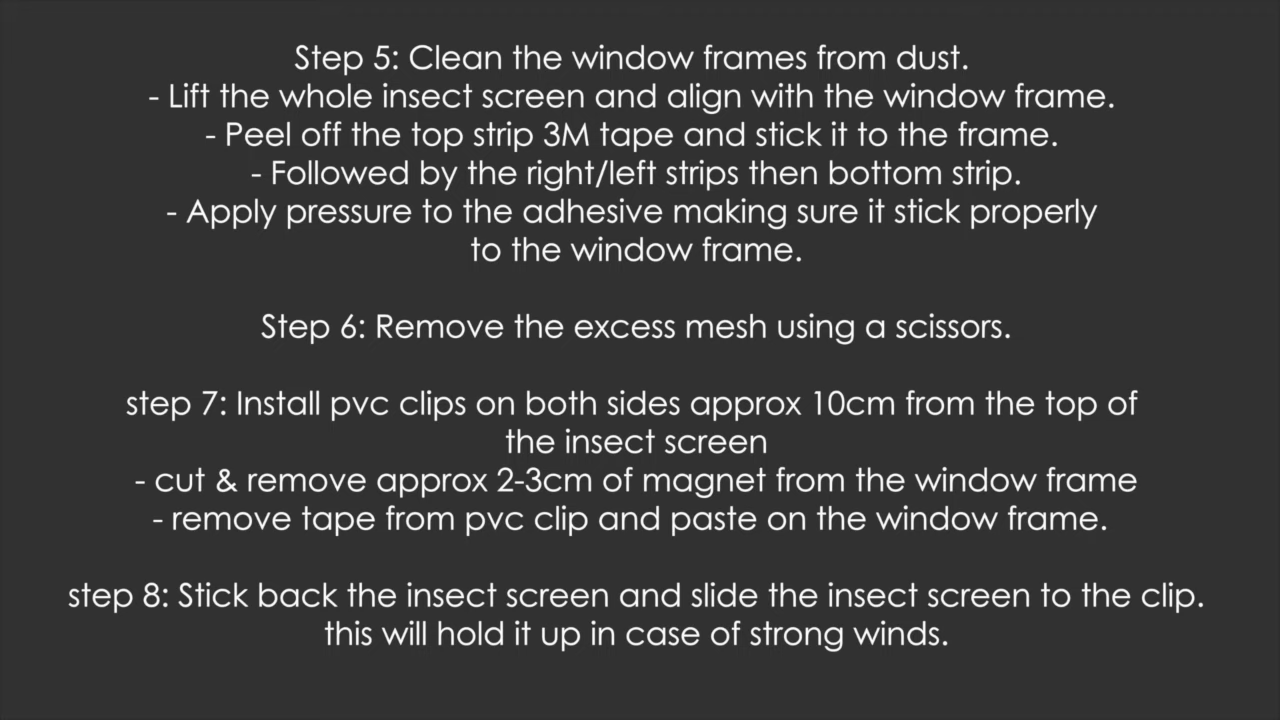 Step 5: Clean the window frames from dust.
- Lift the whole insect screen and align with the window frame.
- Peel off the top strip 3M tape and stick it to the frame.
- Followed by the right/left strips then bottom strip.
- Apply pressure to the adhesive making sure it stick properly
to the window frame.
Step 6: Remove the excess mesh using a scissors.
step 7: Install pvc clips on both sides approx 10cm from the top of
the insect screen
- cut & remove approx 2-3cm of magnet from the window frame
- remove tape from pvc clip and paste on the window frame.
step 8: Stick back the insect screen and slide the insect screen to the clip.
this will hold it up in case of strong winds.